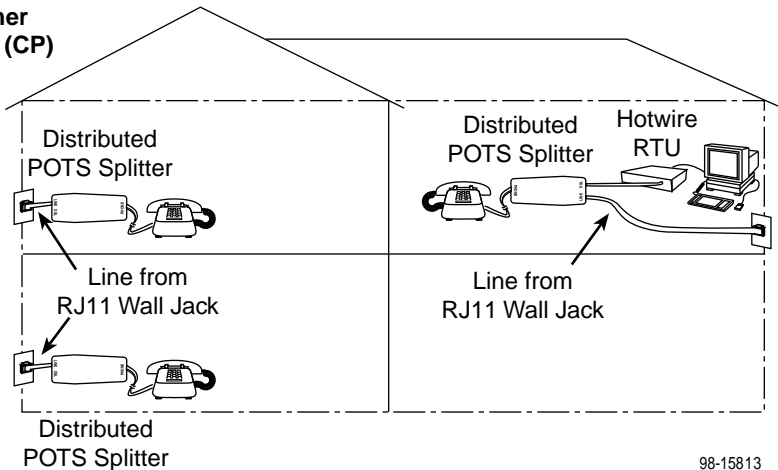 ner
(CP)
Distributed
POTS Splitter
Distributed
POTS Splitter
Hotwire
RTU
Line from
RJ11 Wall Jack
Line from
RJ11 Wall Jack
Distributed
POTS Splitter
98-15813